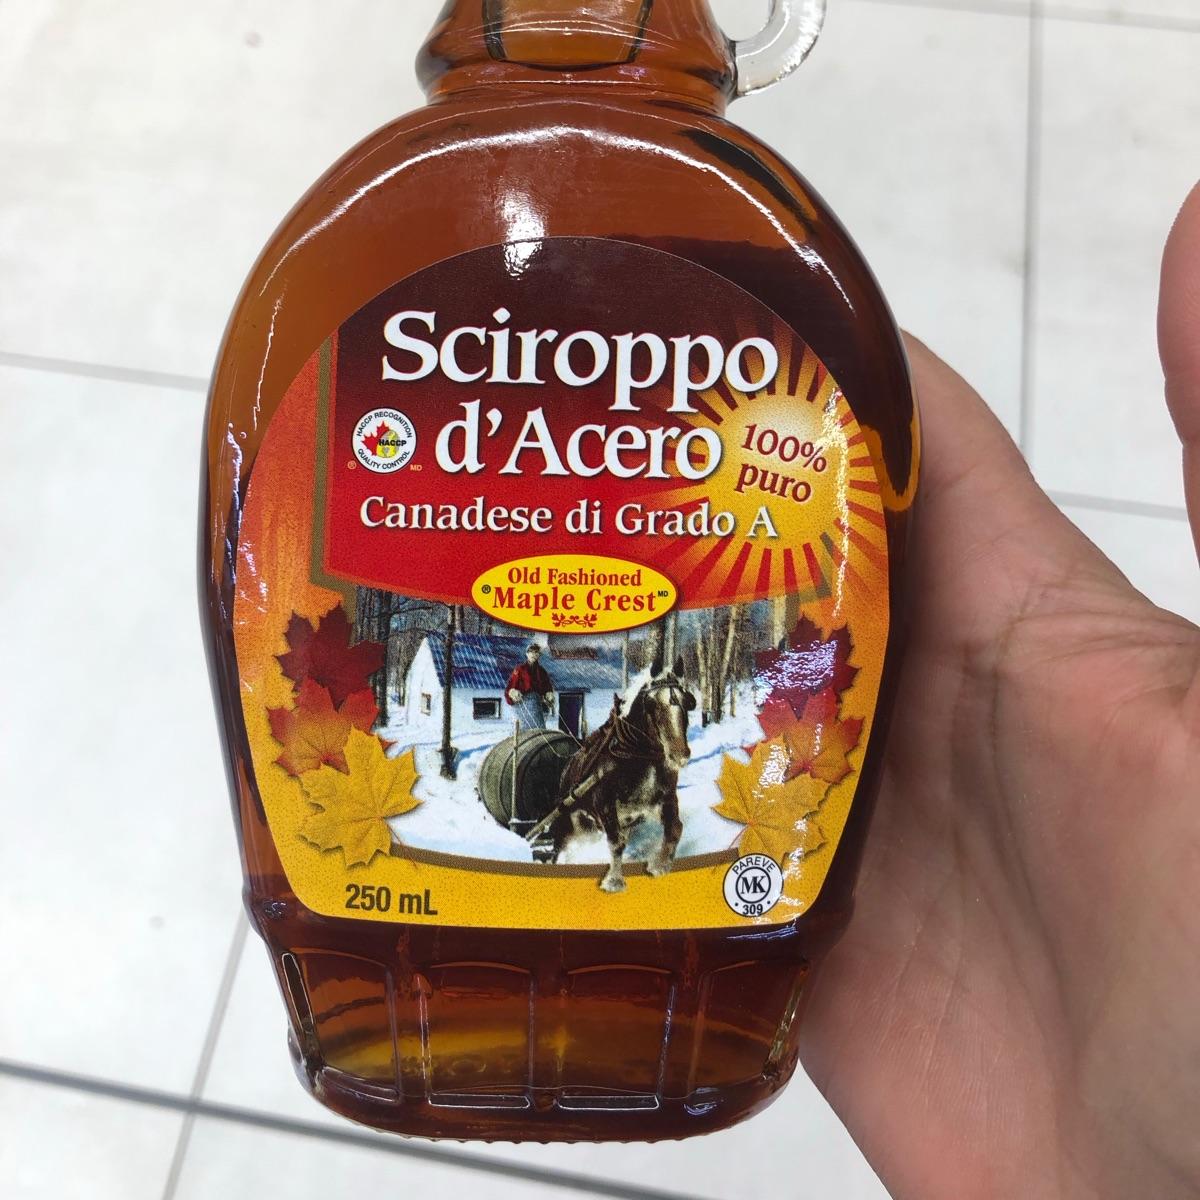 Sciroppo
d'Acero
100%
puro
HACCP RECOGNITION
HACCP
QUALITY CONTROL
® MD
Canadese di Grado A
Old Fashioned
®Maple Crest MD
250 mL
PAREVE
MK
• 309 •